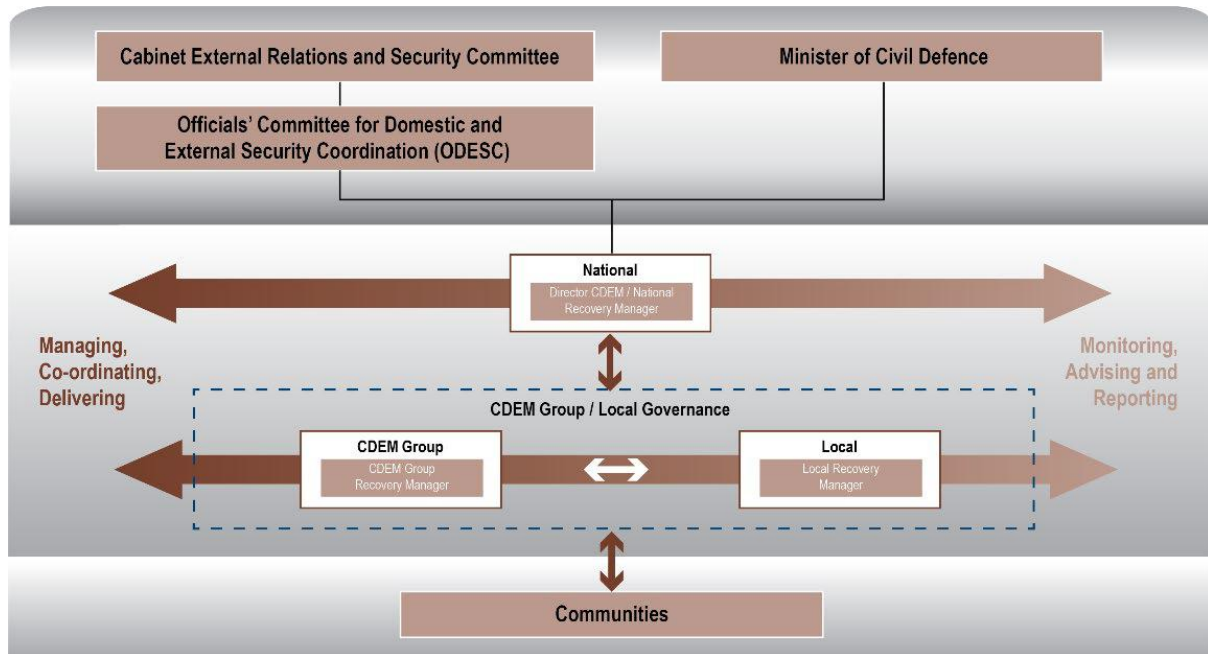 Cabinet External Relations and Security Committee
Minister of Civil Defence
Officials' Committee for Domestic and
External Security Coordination (ODESC)
National
Director CDEM / National
Recovery Manager
Managing,
Co-ordinating,
Delivering
Monitoring,
Advising and
Reporting
CDEM Group / Local Governance
CDEM Group
CDEM Group
Recovery Manager
Local
Local Recovery
Manager
Communities